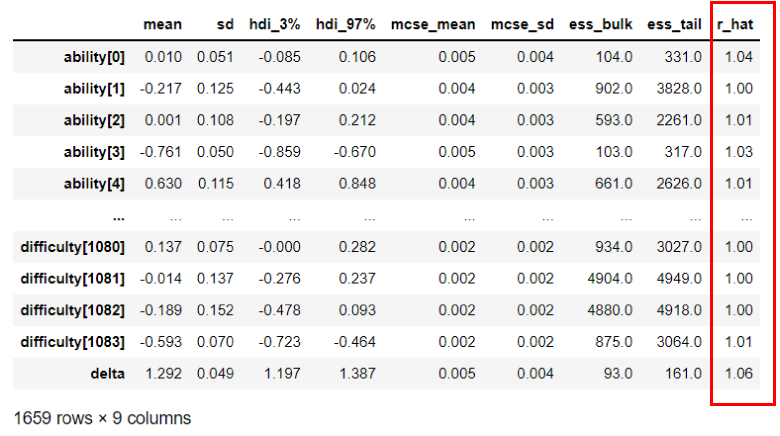 mean sd hdi_3% hdi_97% mcse_mean mcse_sd ess_bulk ess_tail r_hat
ability[0] 0.010 0.051 -0.085 0.106 0.005 0.004 104.0 331.0 1.04
ability[1] -0.217 0.125 -0.443 0.024 0.004 0.003 902.0 3828.0 1.00
ability[2] 0.001 0.108 -0.197 0.212 0.004 0.003 593.0 2261.0 1.01
ability[3] -0.761 0.050 -0.859 -0.670 0.005 0.003 103.0 317.0 1.03
ability[4] 0.630 0.115 0.418 0.848 0.004 0.003 661.0 2626.0 1.01
... ... ... ... ... ... ... ... ... ...
difficulty[1080] 0.137 0.075 -0.000 0.282 0.002 0.002 934.0 3027.0 1.00
difficulty[1081] -0.014 0.137 -0.276 0.237 0.002 0.002 4904.0 4949.0 1.00
difficulty[1082] -0.189 0.152 -0.478 0.093 0.002 0.002 4880.0 4918.0 1.00
difficulty[1083] -0.593 0.070 -0.723 -0.464 0.002 0.002 875.0 3064.0 1.01
delta 1.292 0.049 1.197 1.387 0.005 0.004 93.0 161.0 1.06
1659 rows × 9 columns